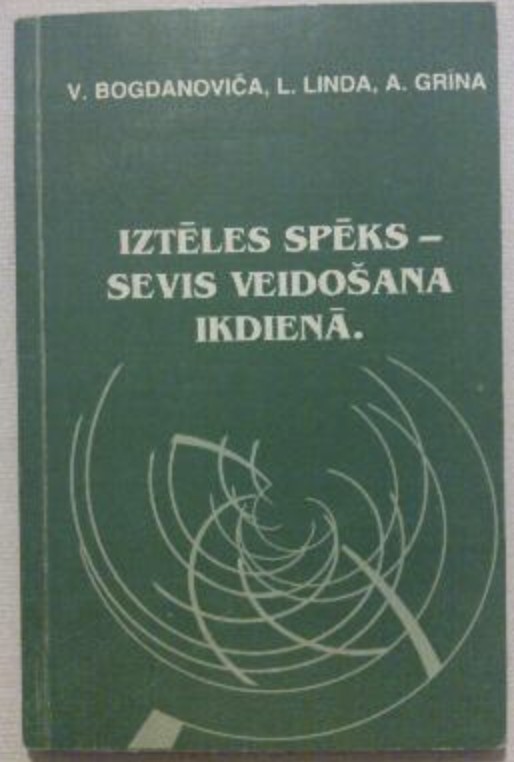 V. BOGDANOVIČA, L. LINDA, A. GRĪNA
IZTĒLES SPĒKS –
SEVIS VEIDOŠANA
IKDIENĀ.